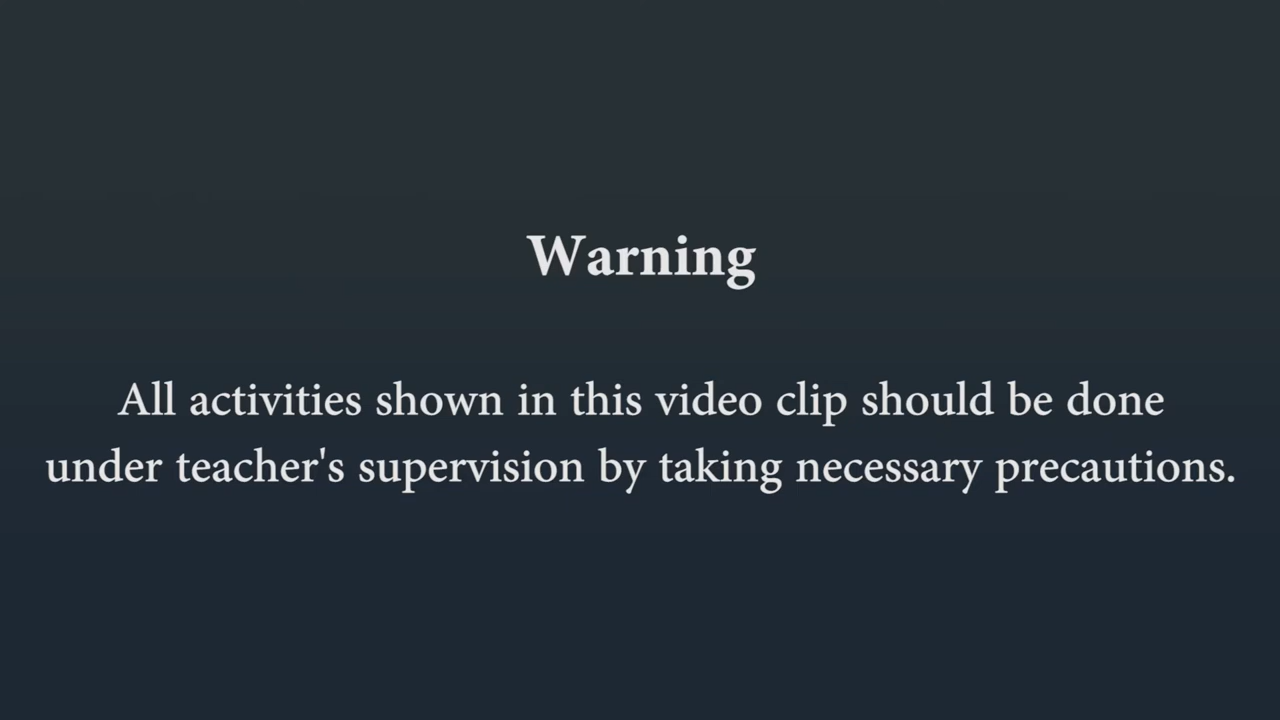 Warning
All activities shown in this video clip should be done
under teacher's supervision by taking necessary precautions.